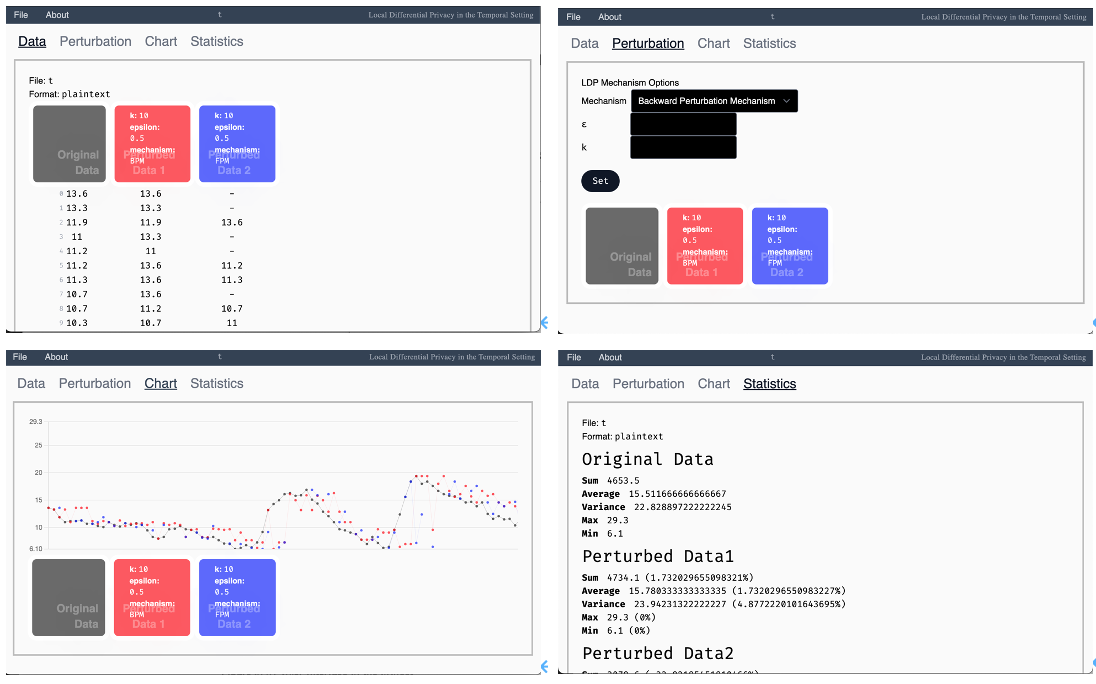 File About t Local Differential Privacy in the Temporal Setting
Data Perturbation Chart Statistics
File: t
Format: plaintext
Original
Data
k: 10
epsilon:
0.5
mechanism:
BPM
Perturbed
Data 1
k: 10
epsilon:
0.5
mechanism:
FPM
Perturbed
Data 2
0 13.6 13.6 –
1 13.3 13.3 –
2 11.9 11.9 13.6
3 11 13.3 –
4 11.2 11 –
5 11.2 13.6 11.2
6 11.3 13.6 11.3
7 10.7 13.6 –
8 10.7 11.2 10.7
9 10.3 10.7 11
File About t Local Differential Privacy in the Temporal Setting
Data Perturbation Chart Statistics
LDP Mechanism Options
Mechanism Backward Perturbation Mechanism
ε
k
Set
Original
Data
k: 10
epsilon:
0.5
mechanism:
BPM
Perturbed
Data 1
k: 10
epsilon:
0.5
mechanism:
FPM
Perturbed
Data 2
File About t Local Differential Privacy in the Temporal Setting
Data Perturbation Chart Statistics
29.3
25
20
15
10
6.10
Original
Data
k: 10
epsilon:
0.5
mechanism:
BPM
Perturbed
Data 1
k: 10
epsilon:
0.5
mechanism:
FPM
Perturbed
Data 2
File About t Local Differential Privacy in the Temporal Setting
Data Perturbation Chart Statistics
File: t
Format: plaintext
Original Data
Sum 4653.5
Average 15.511666666666667
Variance 22.828897222222245
Max 29.3
Min 6.1
Perturbed Data1
Sum 4734.1 (1.732029655098321%)
Average 15.780333333333335 (1.7320296550983227%)
Variance 23.94231322222227 (4.8772220101643695%)
Max 29.3 (0%)
Min 6.1 (0%)
Perturbed Data2